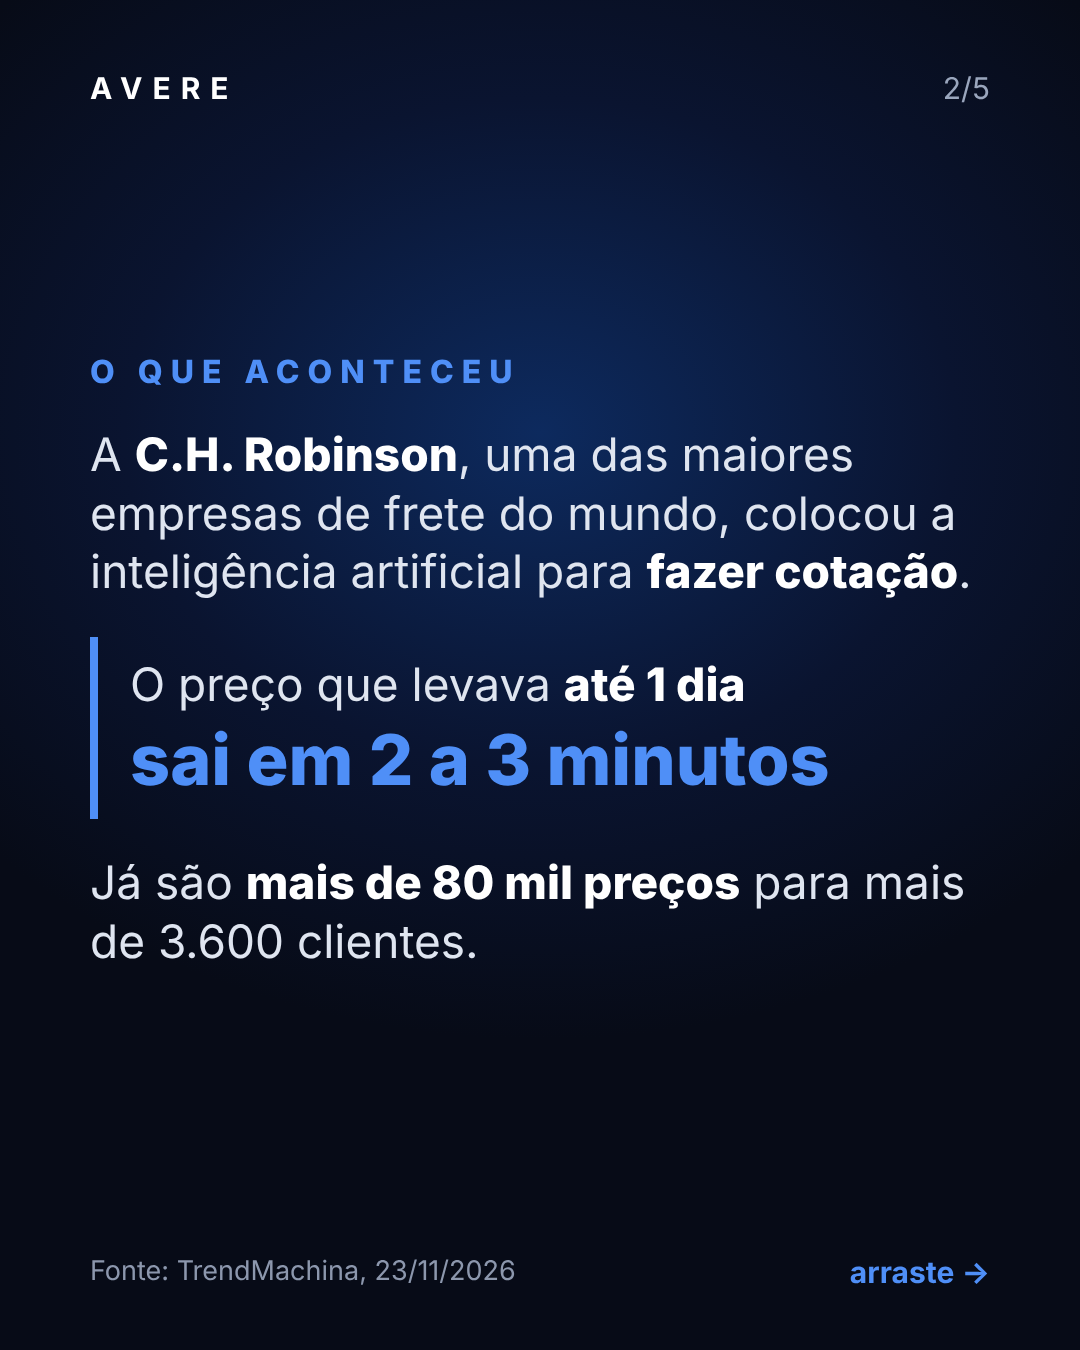 AVERE
2/5
O QUE ACONTECEU
A C.H. Robinson, uma das maiores
empresas de frete do mundo, colocou a
inteligência artificial para fazer cotação.
O preço que levava até 1 dia
sai em 2 a 3 minutos
Já são mais de 80 mil preços para mais
de 3.600 clientes.
Fonte: TrendMachina, 23/11/2026
arraste →